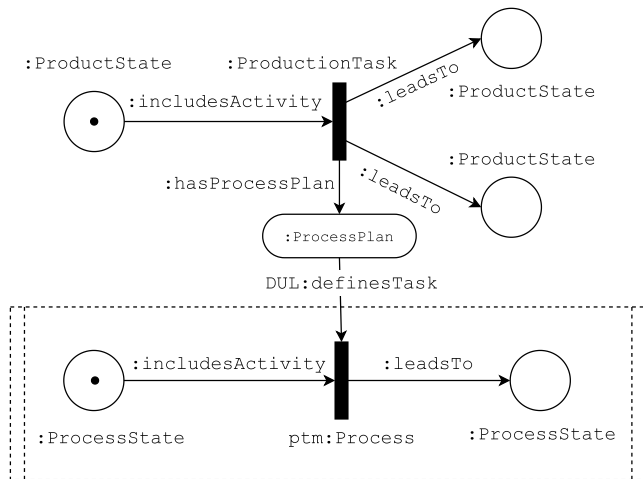 :ProductState
:ProductionTask
:includesActivity
:leadsTo
:ProductState
:ProductState
:leadsTo
:hasProcessPlan
:ProcessPlan
DUL:definesTask
:includesActivity
:leadsTo
:ProcessState
ptm:Process
:ProcessState